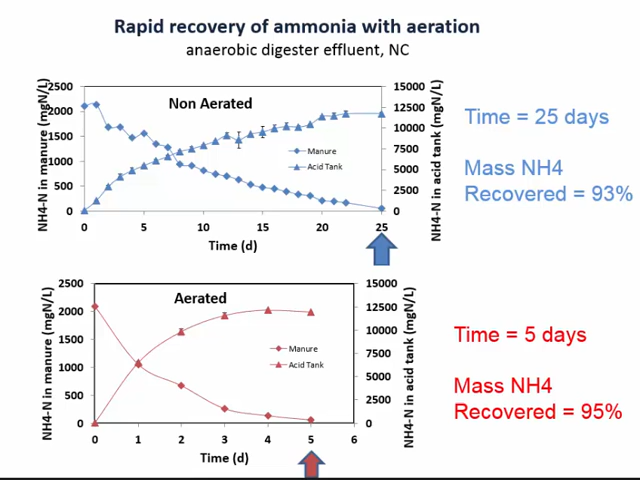 Rapid recovery of ammonia with aeration
anaerobic digester effluent, NC
NH4-N in manure (mgN/L)
2500
2000
1500
1000
500
0
Non Aerated
Manure
Acid Tank
15000
12500
10000
7500
5000
2500
0
NH4-N in acid tank (mgN/L)
0 5 10 15 20 25
Time (d)
Time = 25 days
Mass NH4
Recovered = 93%
NH4-N in manure (mgN/L)
2500
2000
1500
1000
500
0
Aerated
Manure
Acid Tank
15000
12500
10000
7500
5000
2500
0
NH4-N in acid tank (mgN/L)
0 1 2 3 4 5 6
Time (d)
Time = 5 days
Mass NH4
Recovered = 95%